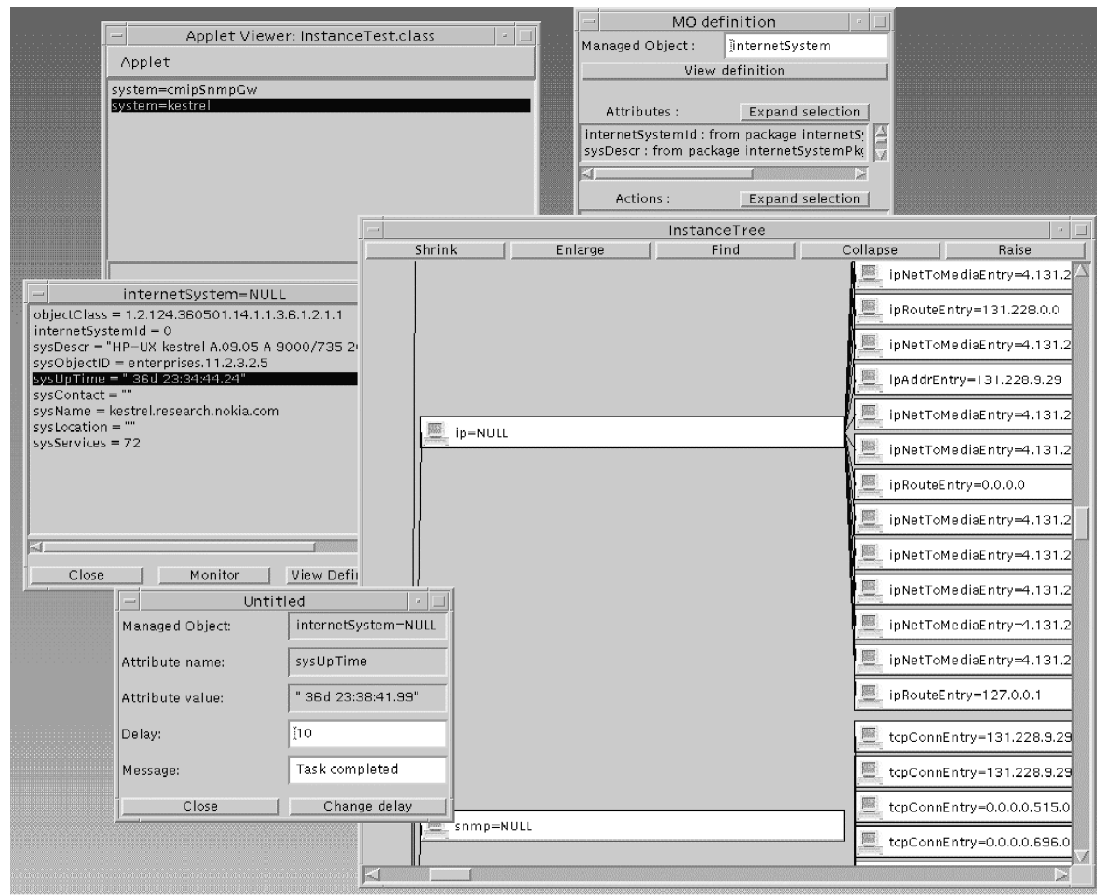 Applet Viewer: InstanceTest.class
Applet
system=cmipSnmpGw
system=kestrel
MO definition
Managed Object : internetSystem
View definition
Attributes : Expand selection
internetSystemId : from package internetS
sysDescr : from package internetSystemPk
Actions : Expand selection
InstanceTree
Shrink Enlarge Find Collapse Raise
ip=NULL
snmp=NULL
ipNetToMediaEntry=4.131.2
ipRouteEntry=131.228.0.0
ipNetToMediaEntry=4.131.2
ipAddrEntry=131.228.9.29
ipNetToMediaEntry=4.131.2
ipNetToMediaEntry=4.131.2
ipRouteEntry=0.0.0.0
ipNetToMediaEntry=4.131.2
ipNetToMediaEntry=4.131.2
ipNetToMediaEntry=4.131.2
ipNetToMediaEntry=4.131.2
ipNetToMediaEntry=4.131.2
ipRouteEntry=127.0.0.1
tcpConnEntry=131.228.9.29
tcpConnEntry=131.228.9.29
tcpConnEntry=0.0.0.0.515.0
tcpConnEntry=0.0.0.0.696.0
internetSystem=NULL
objectClass = 1.2.124.360501.14.1.1.3.6.1.2.1.1
internetSystemId = 0
sysDescr = "HP-UX kestrel A.09.05 A 9000/735 2
sysObjectID = enterprises.11.2.3.2.5
sysUpTime = " 36d 23:34:44.24"
sysContact = ""
sysName = kestrel.research.nokia.com
sysLocation = ""
sysServices = 72
Close Monitor View Defi
Untitled
Managed Object: internetSystem=NULL
Attribute name: sysUpTime
Attribute value: " 36d 23:38:41.99"
Delay: 10
Message: Task completed
Close Change delay